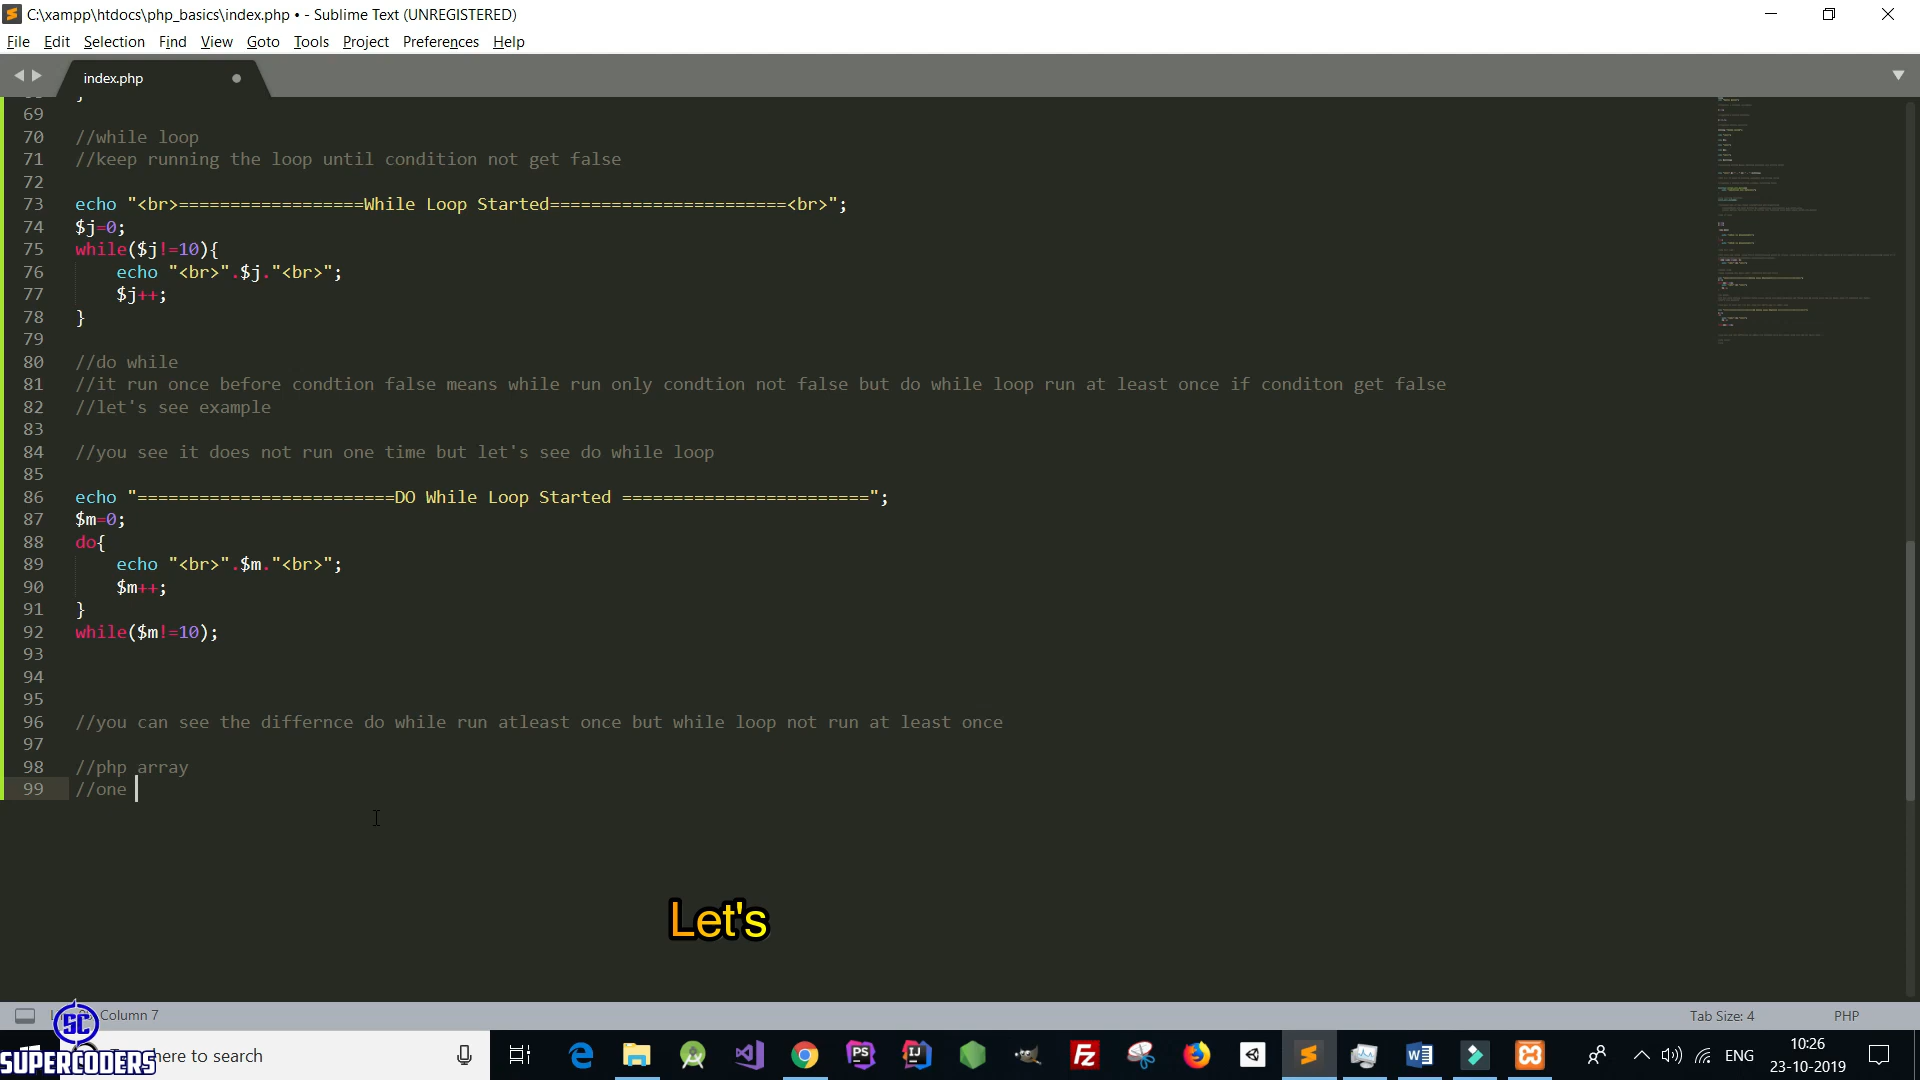 C:\xampp\htdocs\php_basics\index.php • - Sublime Text (UNREGISTERED)
File Edit Selection Find View Goto Tools Project Preferences Help
index.php
69
70 //while loop
71 //keep running the loop until condition not get false
72
73 echo "<br>==================While Loop Started=======================<br>";
74 $j=0;
75 while($j!=10){
76 echo "<br>".$j."<br>";
77 $j++;
78 }
79
80 //do while
81 //it run once before condtion false means while run only condtion not false but do while loop run at least once if conditon get false
82 //let's see example
83
84 //you see it does not run one time but let's see do while loop
85
86 echo "=========================DO While Loop Started ========================";
87 $m=0;
88 do{
89 echo "<br>".$m."<br>";
90 $m++;
91 }
92 while($m!=10);
93
94
95
96 //you can see the differnce do while run atleast once but while loop not run at least once
97
98 //php array
99 //one
Let's
Column 7 Tab Size: 4 PHP
SC
SUPERCODERS
here to search
ENG
10:26
23-10-2019